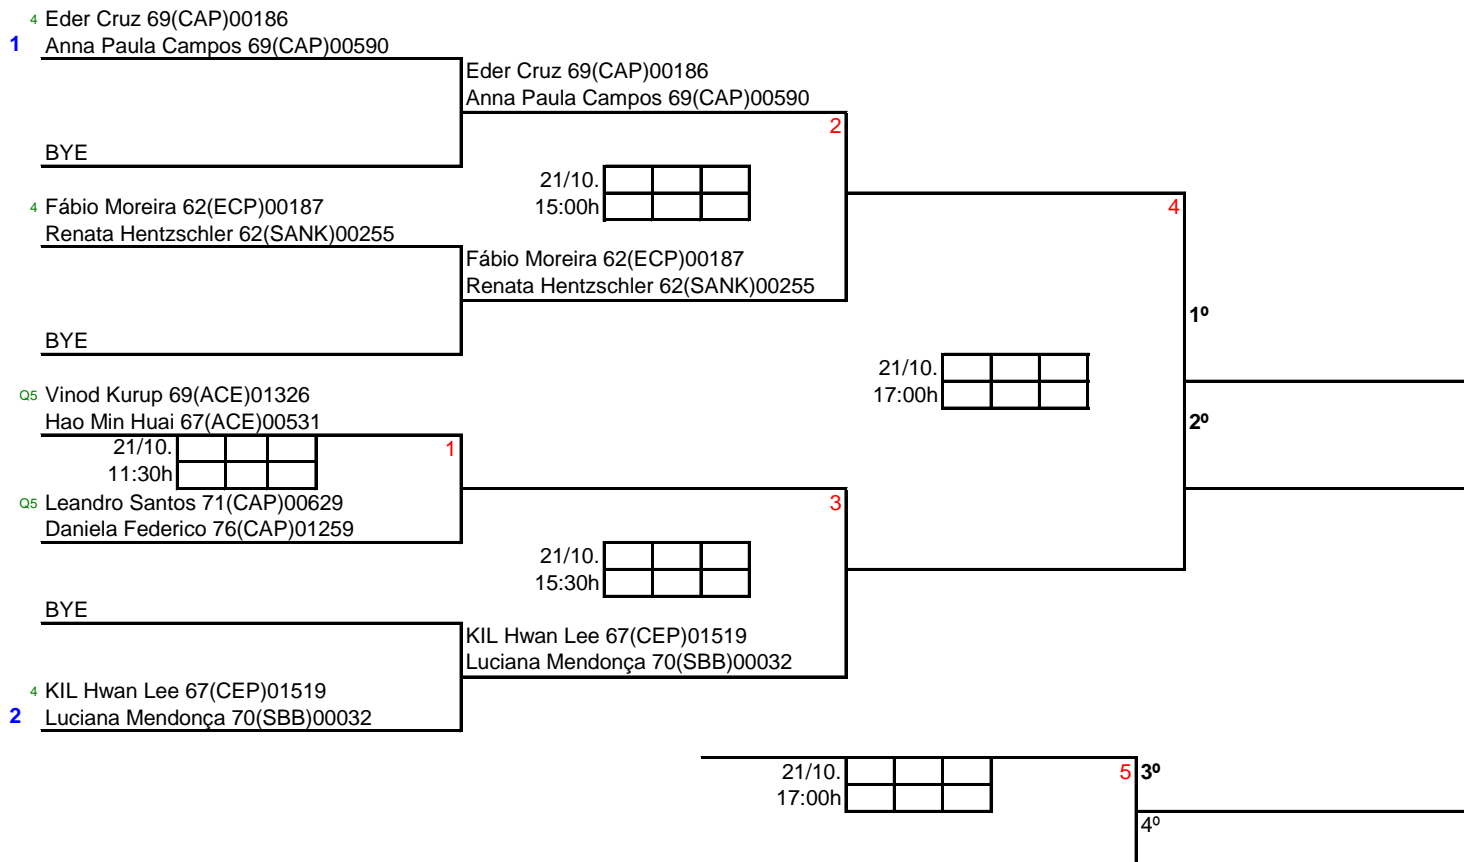 4 Eder Cruz 69(CAP)00186
1 Anna Paula Campos 69(CAP)00590
Eder Cruz 69(CAP)00186
Anna Paula Campos 69(CAP)00590
2
BYE
21/10.
15:00h
4 Fábio Moreira 62(ECP)00187
4
Renata Hentzschler 62(SANK)00255
Fábio Moreira 62(ECP)00187
Renata Hentzschler 62(SANK)00255
1º
BYE
21/10.
17:00h
Q5 Vinod Kurup 69(ACE)01326
Hao Min Huai 67(ACE)00531
2º
21/10.
1
11:30h
Q5 Leandro Santos 71(CAP)00629
3
Daniela Federico 76(CAP)01259
21/10.
15:30h
BYE
KIL Hwan Lee 67(CEP)01519
Luciana Mendonça 70(SBB)00032
4 KIL Hwan Lee 67(CEP)01519
2 Luciana Mendonça 70(SBB)00032
21/10.
5 3º
17:00h
4º